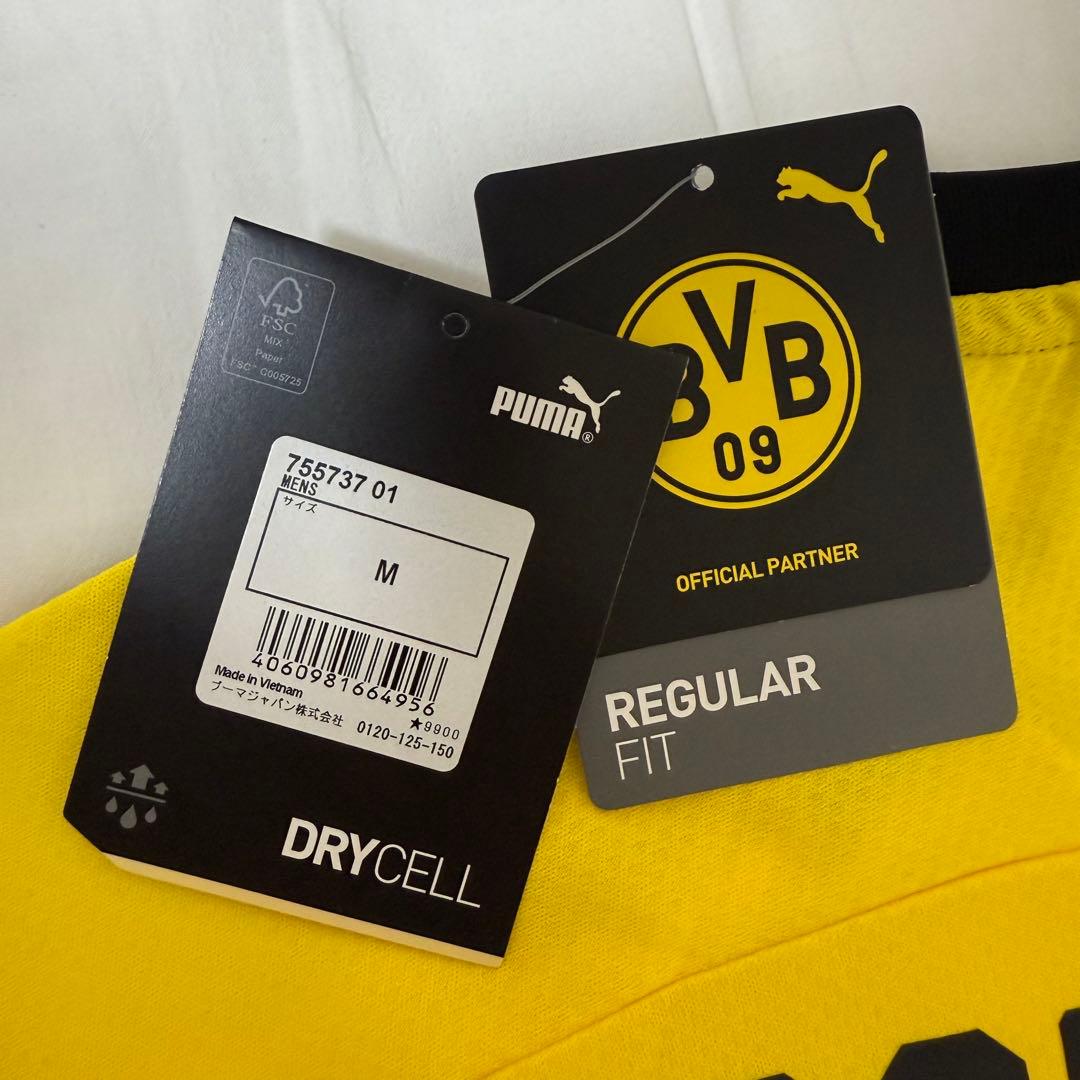 FSC
MIX
Paper
FSC™ C005725
PUMA®
755737 01
MENS
サイズ
M
4060981664956
Made in Vietnam
プーマジャパン株式会社
★9900
0120-125-150
DRYCELL
BVB
09
OFFICIAL PARTNER
REGULAR
FIT